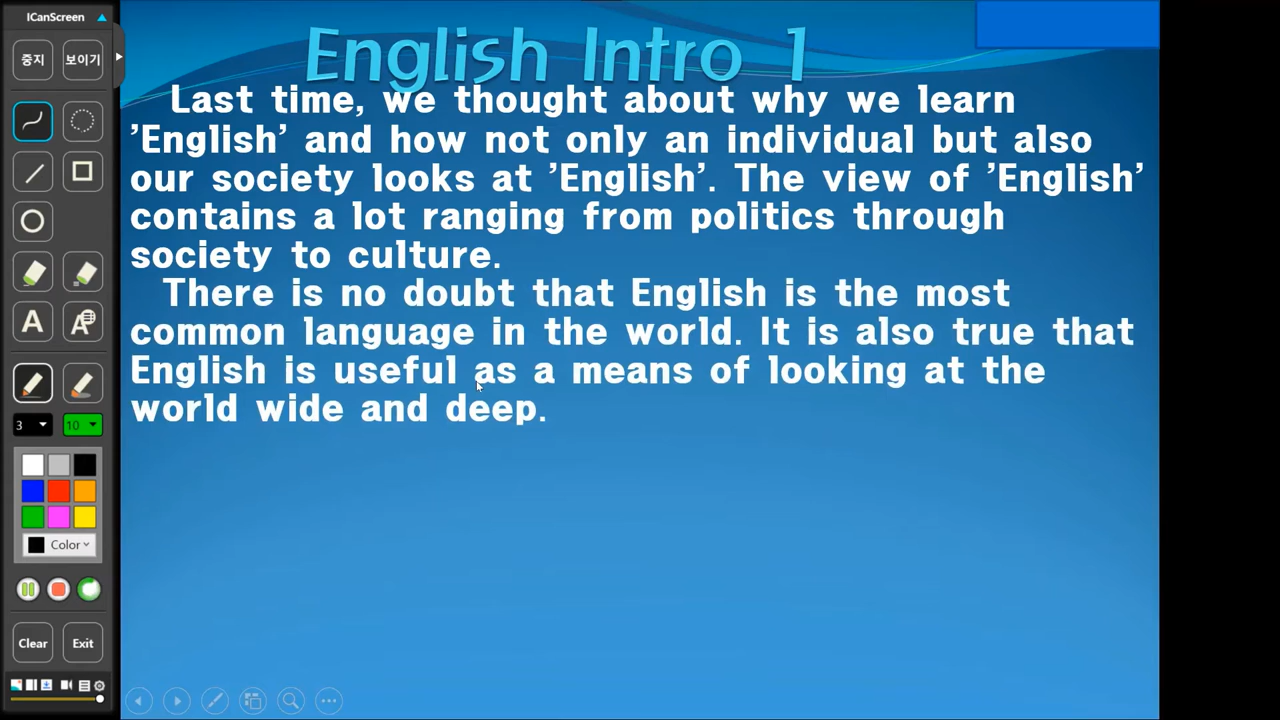 ICanScreen
중지 보이기
A A
3 10
Color
Clear Exit
English Intro 1
Last time, we thought about why we learn
'English' and how not only an individual but also
our society looks at 'English'. The view of 'English'
contains a lot ranging from politics through
society to culture.
There is no doubt that English is the most
common language in the world. It is also true that
English is useful as a means of looking at the
world wide and deep.